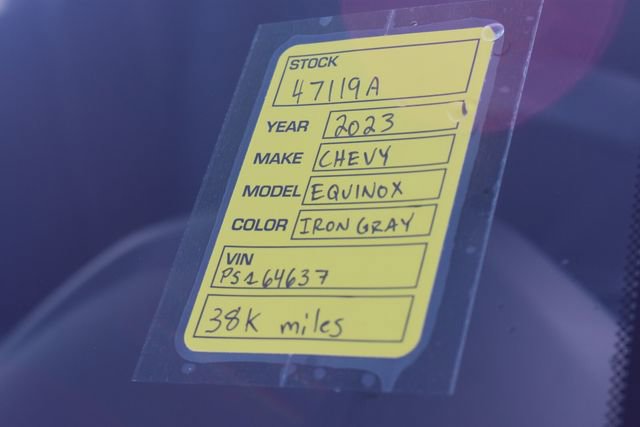 STOCK
47119A
YEAR 2023
MAKE CHEVY
MODEL EQUINOX
COLOR IRON GRAY
VIN
PS164637
38K miles